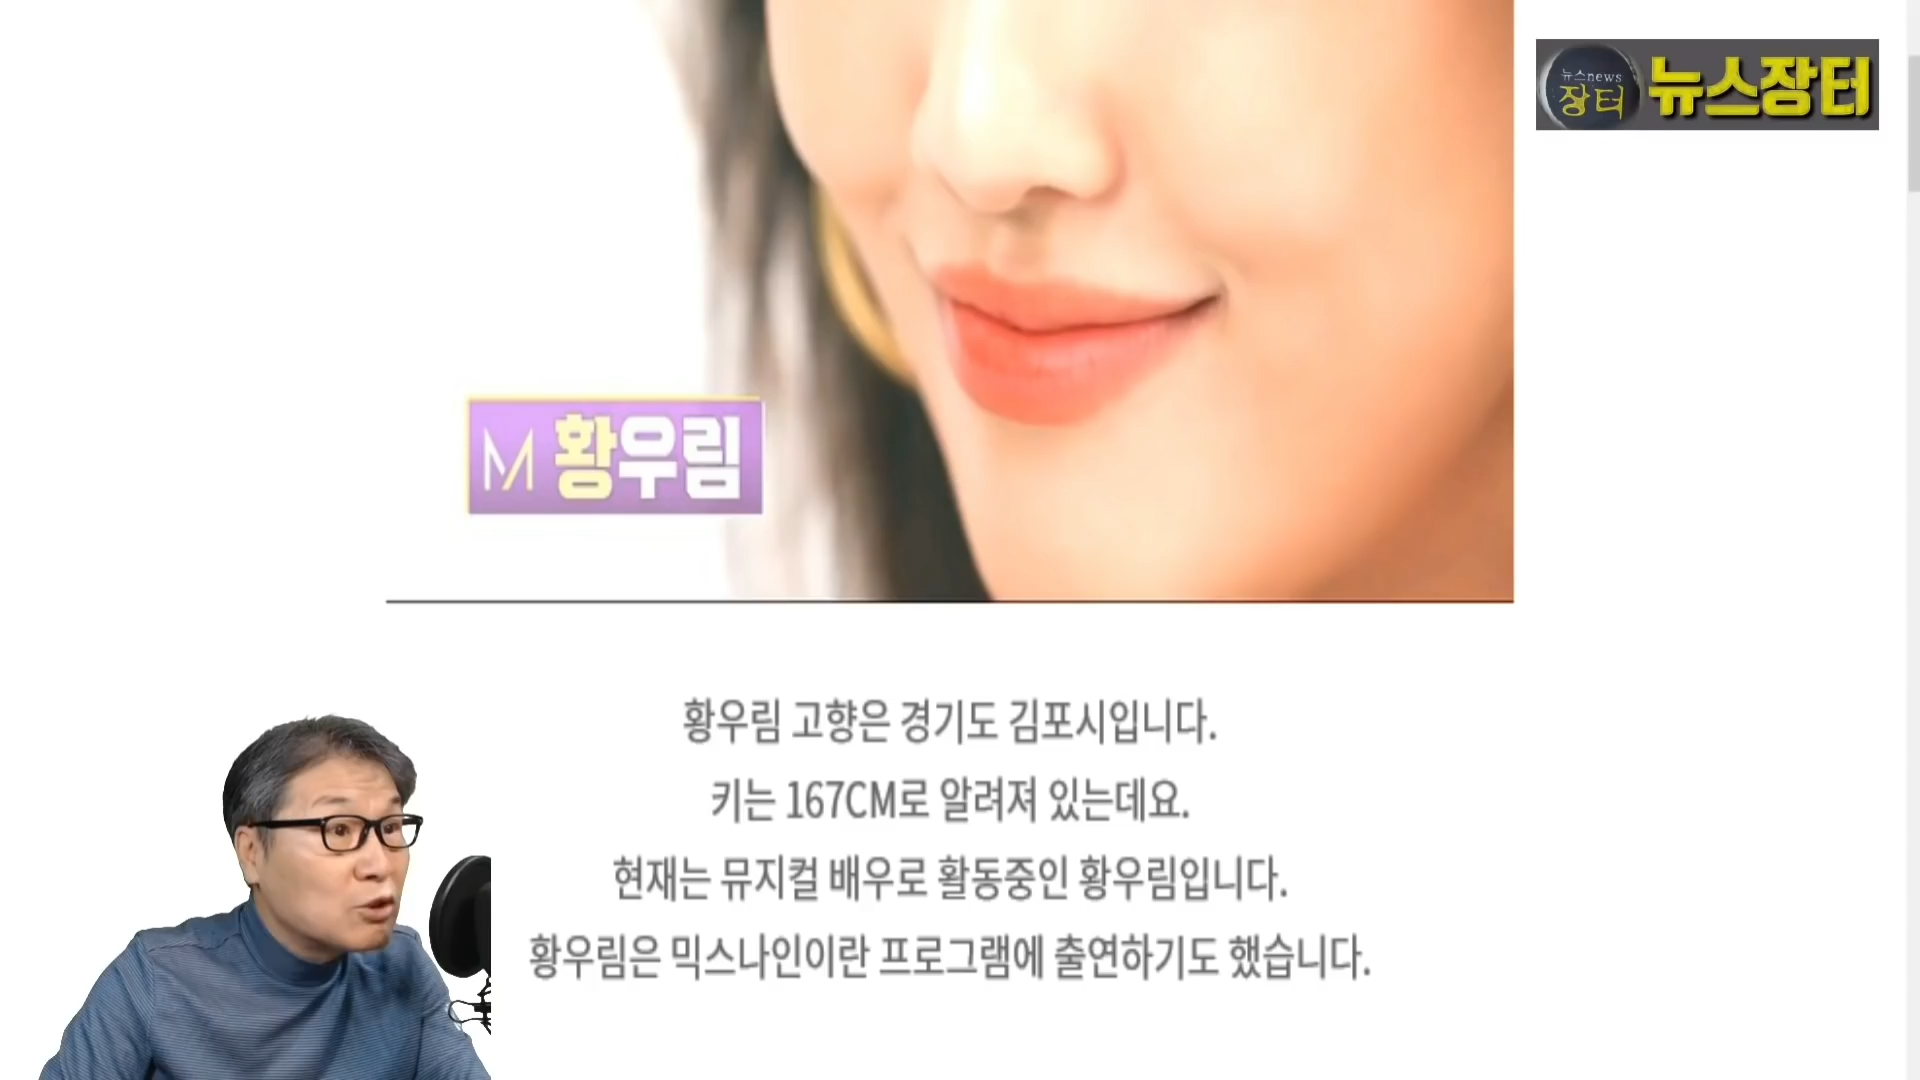 뉴스news
장터
뉴스장터
M 황우림
황우림 고향은 경기도 김포시입니다.
키는 167CM로 알려져 있는데요.
현재는 뮤지컬 배우로 활동중인 황우림입니다.
황우림은 믹스나인이란 프로그램에 출연하기도 했습니다.